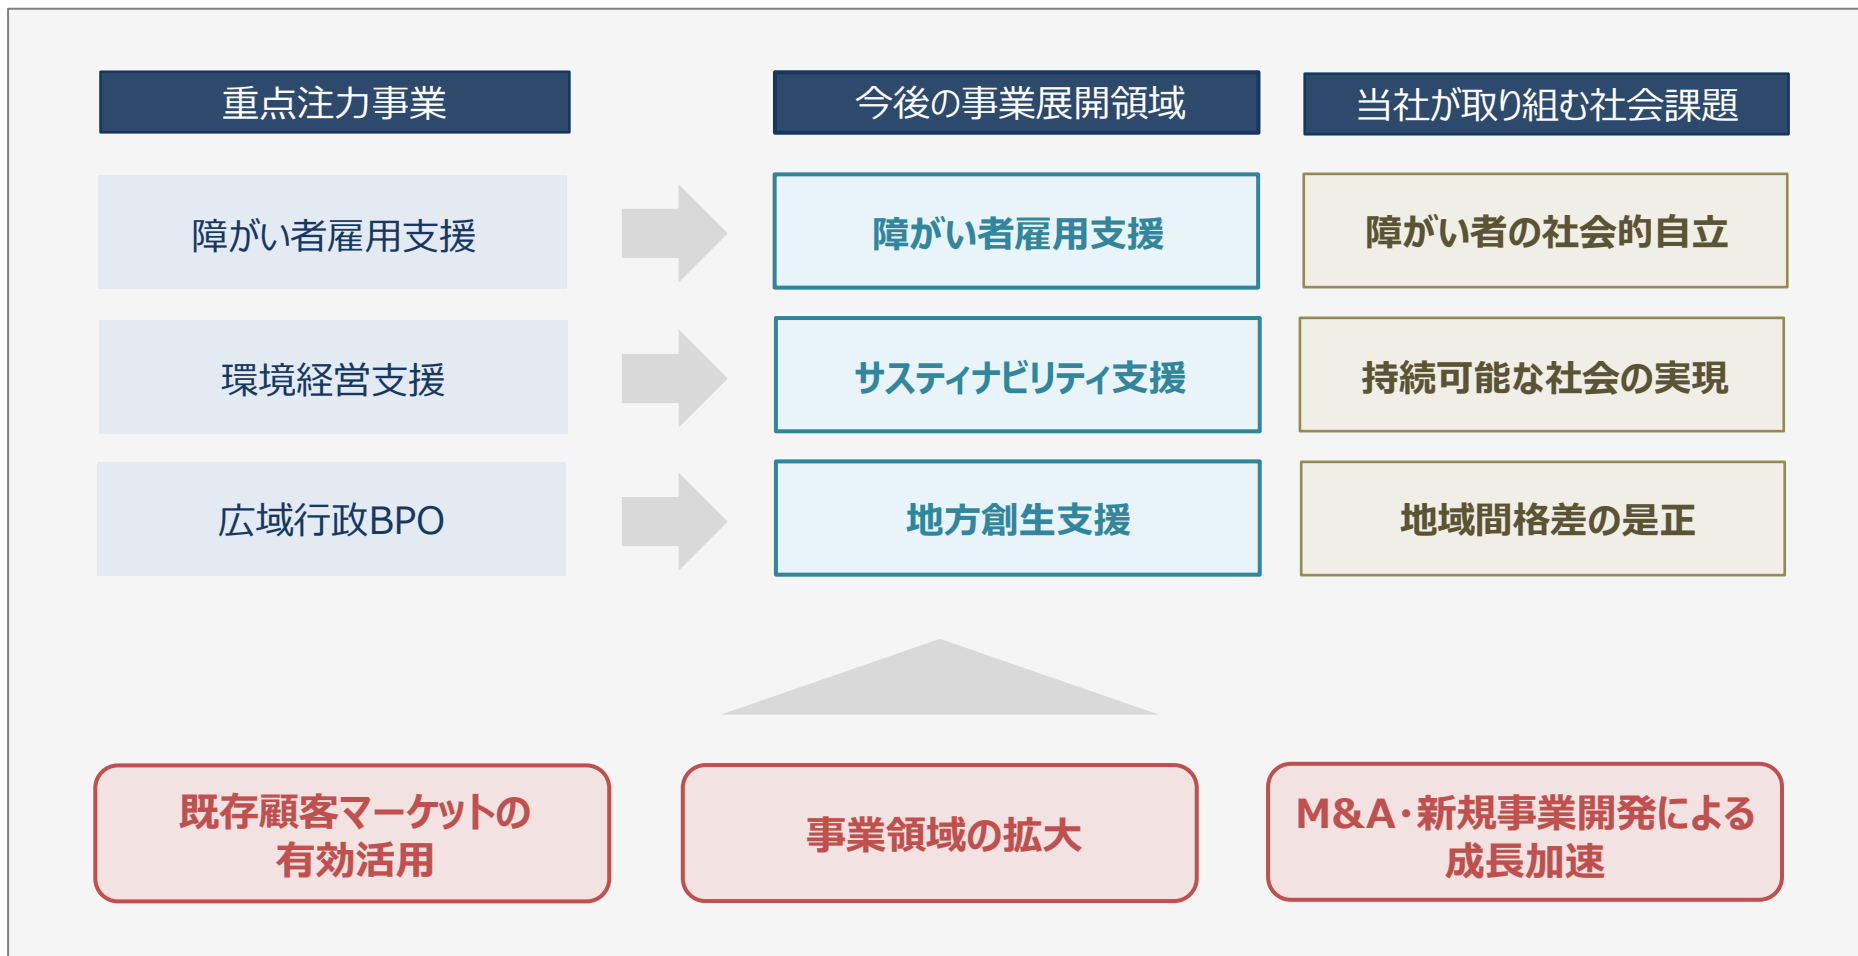 重点注力事業
今後の事業展開領域
当社が取り組む社会課題
障がい者雇用支援
障がい者雇用支援
障がい者の社会的自立
環境経営支援
サスティナビリティ支援
持続可能な社会の実現
広域行政BPO
地方創生支援
地域間格差の是正
既存顧客マーケットの
有効活用
事業領域の拡大
M&A・新規事業開発による
成長加速